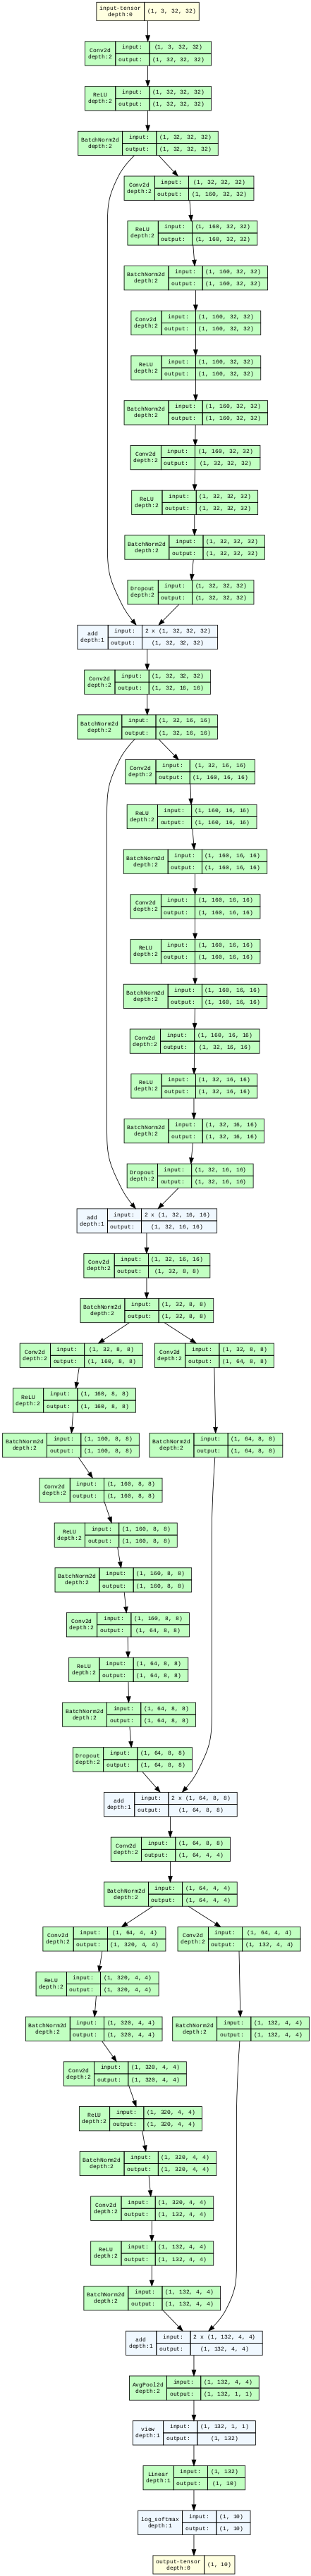 input-tensor
depth:0
(1, 3, 32, 32)
Conv2d
depth:2
input: (1, 3, 32, 32)
output: (1, 32, 32, 32)
ReLU
depth:2
input: (1, 32, 32, 32)
output: (1, 32, 32, 32)
BatchNorm2d
depth:2
input: (1, 32, 32, 32)
output: (1, 32, 32, 32)
Conv2d
depth:2
input: (1, 32, 32, 32)
output: (1, 160, 32, 32)
ReLU
depth:2
input: (1, 160, 32, 32)
output: (1, 160, 32, 32)
BatchNorm2d
depth:2
input: (1, 160, 32, 32)
output: (1, 160, 32, 32)
Conv2d
depth:2
input: (1, 160, 32, 32)
output: (1, 160, 32, 32)
ReLU
depth:2
input: (1, 160, 32, 32)
output: (1, 160, 32, 32)
BatchNorm2d
depth:2
input: (1, 160, 32, 32)
output: (1, 160, 32, 32)
Conv2d
depth:2
input: (1, 160, 32, 32)
output: (1, 32, 32, 32)
ReLU
depth:2
input: (1, 32, 32, 32)
output: (1, 32, 32, 32)
BatchNorm2d
depth:2
input: (1, 32, 32, 32)
output: (1, 32, 32, 32)
Dropout
depth:2
input: (1, 32, 32, 32)
output: (1, 32, 32, 32)
add
depth:1
input: 2 x (1, 32, 32, 32)
output: (1, 32, 32, 32)
Conv2d
depth:2
input: (1, 32, 32, 32)
output: (1, 32, 16, 16)
BatchNorm2d
depth:2
input: (1, 32, 16, 16)
output: (1, 32, 16, 16)
Conv2d
depth:2
input: (1, 32, 16, 16)
output: (1, 160, 16, 16)
ReLU
depth:2
input: (1, 160, 16, 16)
output: (1, 160, 16, 16)
BatchNorm2d
depth:2
input: (1, 160, 16, 16)
output: (1, 160, 16, 16)
Conv2d
depth:2
input: (1, 160, 16, 16)
output: (1, 160, 16, 16)
ReLU
depth:2
input: (1, 160, 16, 16)
output: (1, 160, 16, 16)
BatchNorm2d
depth:2
input: (1, 160, 16, 16)
output: (1, 160, 16, 16)
Conv2d
depth:2
input: (1, 160, 16, 16)
output: (1, 32, 16, 16)
ReLU
depth:2
input: (1, 32, 16, 16)
output: (1, 32, 16, 16)
BatchNorm2d
depth:2
input: (1, 32, 16, 16)
output: (1, 32, 16, 16)
Dropout
depth:2
input: (1, 32, 16, 16)
output: (1, 32, 16, 16)
add
depth:1
input: 2 x (1, 32, 16, 16)
output: (1, 32, 16, 16)
Conv2d
depth:2
input: (1, 32, 16, 16)
output: (1, 32, 8, 8)
BatchNorm2d
depth:2
input: (1, 32, 8, 8)
output: (1, 32, 8, 8)
Conv2d
depth:2
input: (1, 32, 8, 8)
output: (1, 160, 8, 8)
Conv2d
depth:2
input: (1, 32, 8, 8)
output: (1, 64, 8, 8)
ReLU
depth:2
input: (1, 160, 8, 8)
output: (1, 160, 8, 8)
BatchNorm2d
depth:2
input: (1, 160, 8, 8)
output: (1, 160, 8, 8)
BatchNorm2d
depth:2
input: (1, 64, 8, 8)
output: (1, 64, 8, 8)
Conv2d
depth:2
input: (1, 160, 8, 8)
output: (1, 160, 8, 8)
ReLU
depth:2
input: (1, 160, 8, 8)
output: (1, 160, 8, 8)
BatchNorm2d
depth:2
input: (1, 160, 8, 8)
output: (1, 160, 8, 8)
Conv2d
depth:2
input: (1, 160, 8, 8)
output: (1, 64, 8, 8)
ReLU
depth:2
input: (1, 64, 8, 8)
output: (1, 64, 8, 8)
BatchNorm2d
depth:2
input: (1, 64, 8, 8)
output: (1, 64, 8, 8)
Dropout
depth:2
input: (1, 64, 8, 8)
output: (1, 64, 8, 8)
add
depth:1
input: 2 x (1, 64, 8, 8)
output: (1, 64, 8, 8)
Conv2d
depth:2
input: (1, 64, 8, 8)
output: (1, 64, 4, 4)
BatchNorm2d
depth:2
input: (1, 64, 4, 4)
output: (1, 64, 4, 4)
Conv2d
depth:2
input: (1, 64, 4, 4)
output: (1, 320, 4, 4)
Conv2d
depth:2
input: (1, 64, 4, 4)
output: (1, 132, 4, 4)
ReLU
depth:2
input: (1, 320, 4, 4)
output: (1, 320, 4, 4)
BatchNorm2d
depth:2
input: (1, 320, 4, 4)
output: (1, 320, 4, 4)
BatchNorm2d
depth:2
input: (1, 132, 4, 4)
output: (1, 132, 4, 4)
Conv2d
depth:2
input: (1, 320, 4, 4)
output: (1, 320, 4, 4)
ReLU
depth:2
input: (1, 320, 4, 4)
output: (1, 320, 4, 4)
BatchNorm2d
depth:2
input: (1, 320, 4, 4)
output: (1, 320, 4, 4)
Conv2d
depth:2
input: (1, 320, 4, 4)
output: (1, 132, 4, 4)
ReLU
depth:2
input: (1, 132, 4, 4)
output: (1, 132, 4, 4)
BatchNorm2d
depth:2
input: (1, 132, 4, 4)
output: (1, 132, 4, 4)
add
depth:1
input: 2 x (1, 132, 4, 4)
output: (1, 132, 4, 4)
AvgPool2d
depth:2
input: (1, 132, 4, 4)
output: (1, 132, 1, 1)
view
depth:1
input: (1, 132, 1, 1)
output: (1, 132)
Linear
depth:1
input: (1, 132)
output: (1, 10)
log_softmax
depth:1
input: (1, 10)
output: (1, 10)
output-tensor
depth:0
(1, 10)